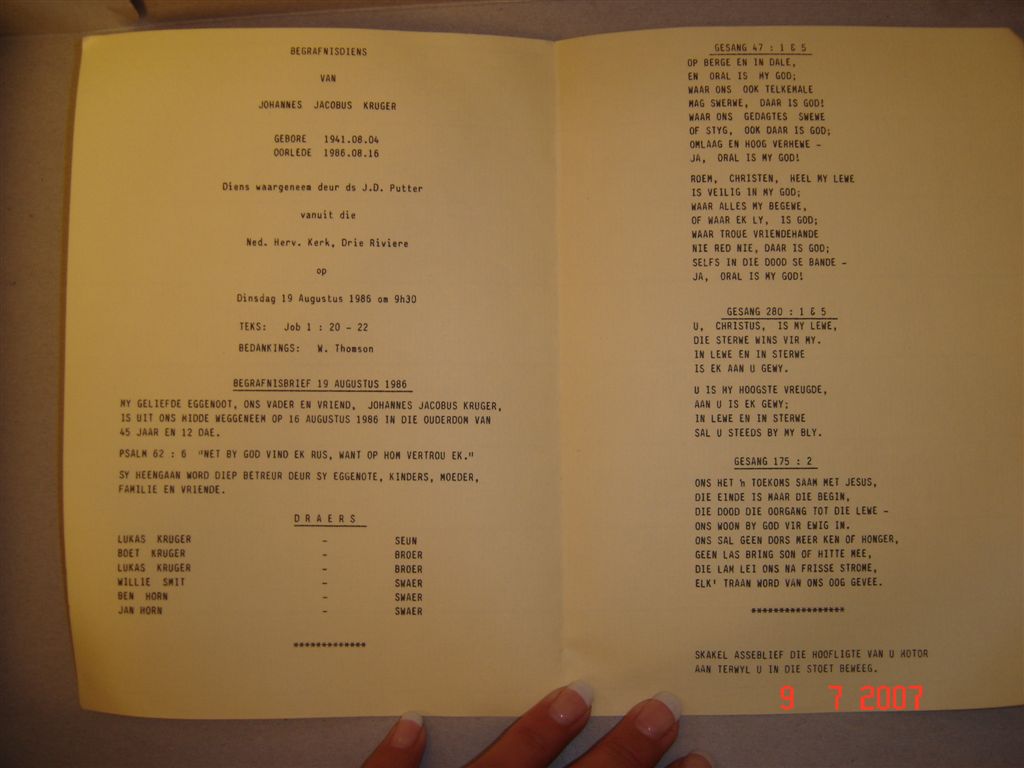 BEGRAFNISDIENS
VAN
JOHANNES JACOBUS KRUGER
GEBORE 1941.08.04
OORLEDE 1986.08.16
Diens waargeneem deur ds J.D. Putter
vanuit die
Ned. Herv. Kerk, Drie Riviere
op
Dinsdag 19 Augustus 1986 om 9h30
TEKS: Job 1 : 20 - 22
BEDANKINGS: W. Thomson
BEGRAFNISBRIEF 19 AUGUSTUS 1986
MY GELIEFDE EGGENOOT, ONS VADER EN VRIEND, JOHANNES JACOBUS KRUGER,
IS UIT ONS MIDDE WEGGENEEM OP 16 AUGUSTUS 1986 IN DIE OUDERDOM VAN
45 JAAR EN 12 DAE.
PSALM 62 : 6 "NET BY GOD VIND EK RUS, WANT OP HOM VERTROU EK."
SY HEENGAAN WORD DIEP BETREUR DEUR SY EGGENOTE, KINDERS, MOEDER,
FAMILIE EN VRIENDE.
D R A E R S
LUKAS KRUGER - SEUN
BOET KRUGER - BROER
LUKAS KRUGER - BROER
WILLIE SMIT - SWAER
BEN HORN - SWAER
JAN HORN - SWAER
*************
GESANG 47 : 1 & 5
OP BERGE EN IN DALE,
EN ORAL IS MY GOD;
WAAR ONS OOK TELKEMALE
MAG SWERWE, DAAR IS GOD!
WAAR ONS GEDAGTES SWEWE
OF STYG, OOK DAAR IS GOD;
OMLAAG EN HOOG VERHEWE -
JA, ORAL IS MY GOD!
ROEM, CHRISTEN, HEEL MY LEWE
IS VEILIG IN MY GOD;
WAAR ALLES MY BEGEWE,
OF WAAR EK LY, IS GOD;
WAAR TROUE VRIENDEHANDE
NIE RED NIE, DAAR IS GOD;
SELFS IN DIE DOOD SE BANDE -
JA, ORAL IS MY GOD!
GESANG 280 : 1 & 5
U, CHRISTUS, IS MY LEWE,
DIE STERWE WINS VIR MY.
IN LEWE EN IN STERWE
IS EK AAN U GEWY.
U IS MY HOOGSTE VREUGDE,
AAN U IS EK GEWY;
IN LEWE EN IN STERWE
SAL U STEEDS BY MY BLY.
GESANG 175 : 2
ONS HET 'n TOEKOMS SAAM MET JESUS,
DIE EINDE IS MAAR DIE BEGIN,
DIE DOOD DIE OORGANG TOT DIE LEWE -
ONS WOON BY GOD VIR EWIG IN.
ONS SAL GEEN DORS MEER KEN OF HONGER,
GEEN LAS BRING SON OF HITTE MEE,
DIE LAM LEI ONS NA FRISSE STROME,
ELK' TRAAN WORD VAN ONS OOG GEVEE.
*****************
SKAKEL ASSEBLIEF DIE HOOFLIGTE VAN U MOTOR
AAN TERWYL U IN DIE STOET BEWEEG.
9 7 2007